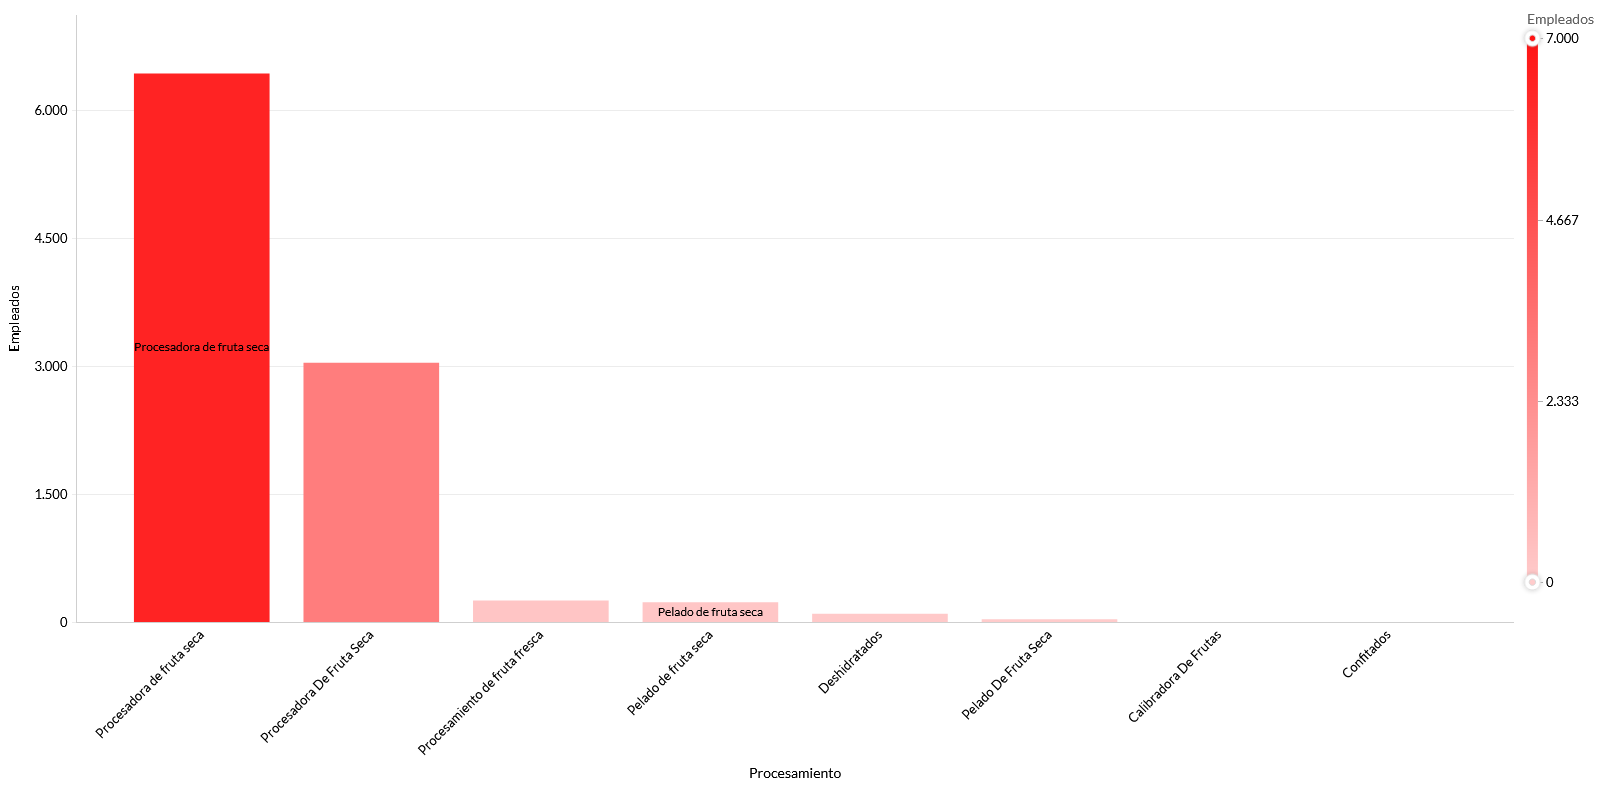 Empleados
7.000
4.667
2.333
0
Empleados
6.000
4.500
3.000
1.500
0
Procesadora de fruta seca
Pelado de fruta seca
Procesadora de fruta seca
Procesadora De Fruta Seca
Procesamiento de fruta fresca
Pelado de fruta seca
Deshidratados
Pelado De Fruta Seca
Calibradora De Frutas
Confitados
Procesamiento